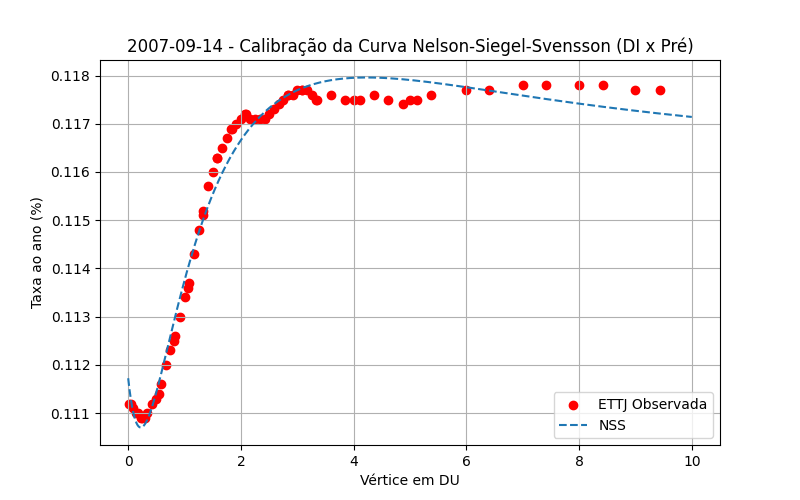 2007-09-14 - Calibração da Curva Nelson-Siegel-Svensson (DI x Pré)
Taxa ao ano (%)
0.118
0.117
0.116
0.115
0.114
0.113
0.112
0.111
ETTJ Observada
NSS
0 2 4 6 8 10
Vértice em DU